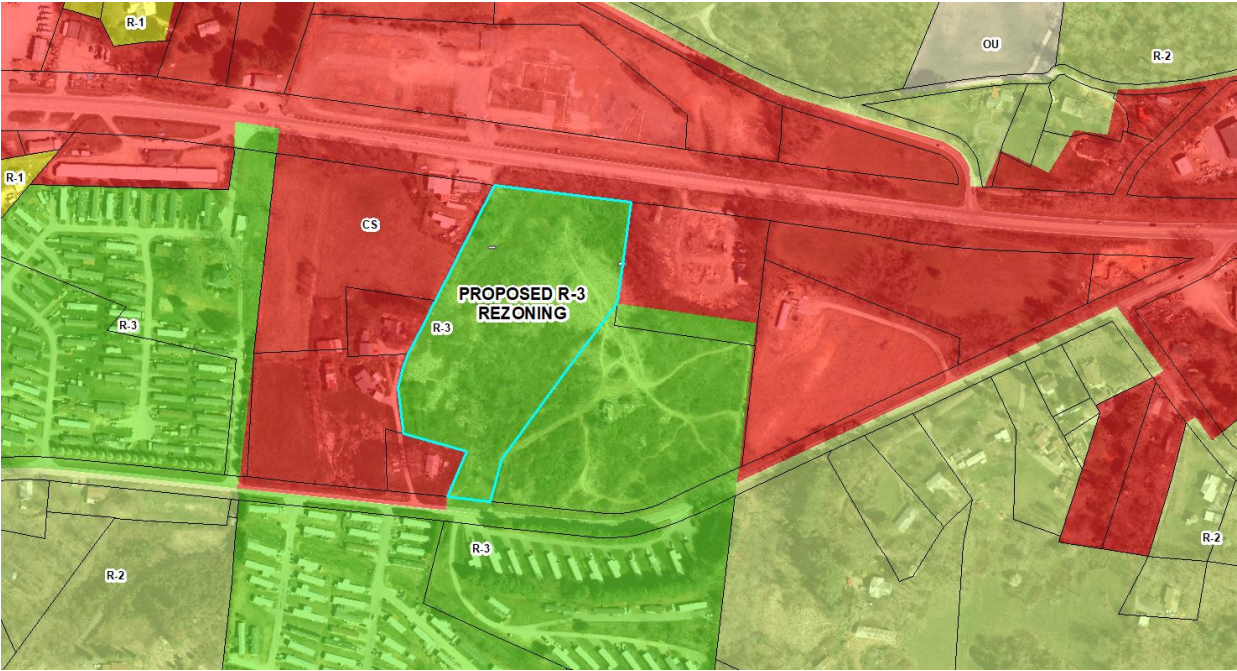 R-1
OU
R-2
R-1
CS
PROPOSED R-3
REZONING
R-3
R-3
R-2
R-3
R-2